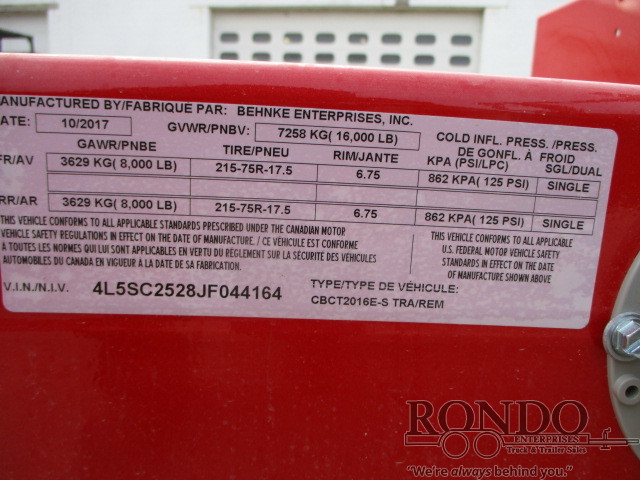 MANUFACTURED BY/FABRIQUE PAR: BEHNKE ENTERPRISES, INC.
DATE: 10/2017 GVWR/PNBV: 7258 KG( 16,000 LB)
COLD INFL. PRESS. /PRESS.
DE GONFL. À FROID
GAWR/PNBE TIRE/PNEU RIM/JANTE KPA (PSI/LPC) SGL/DUAL
FR/AV 3629 KG( 8,000 LB) 215-75R-17.5 6.75 862 KPA( 125 PSI) SINGLE
RR/AR 3629 KG( 8,000 LB) 215-75R-17.5 6.75 862 KPA( 125 PSI) SINGLE
THIS VEHICLE CONFORMS TO ALL APPLICABLE STANDARDS PRESCRIBED UNDER THE CANADIAN MOTOR
VEHICLE SAFETY REGULATIONS IN EFFECT ON THE DATE OF MANUFACTURE. / CE VÉHICULE EST CONFORME
À TOUTES LES NORMES QUI LUI SONT APPLICABLES EN VERTU DU RÈGLEMENT SUR LA SÉCURITÉ DES VÉHICULES
AUTOMOBILES DU CANADA EN VIGUEUR À LA DATE DE SA FABRICATION.
THIS VEHICLE CONFORMS TO ALL APPLICABLE
U.S. FEDERAL MOTOR VEHICLE SAFETY
STANDARDS IN EFFECT ON THE DATE
OF MANUFACTURE SHOWN ABOVE
V.I.N./N.I.V. 4L5SC2528JF044164
TYPE/TYPE DE VÉHICULE:
CBCT2016E-S TRA/REM
RONDO
ENTERPRISES
Truck & Trailer Sales
"We're always behind you."